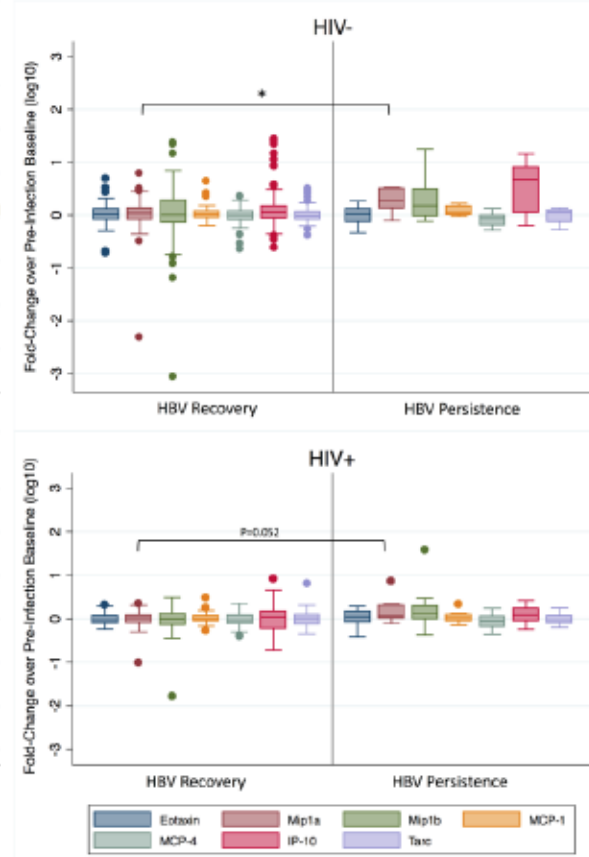 HIV-
Fold-Change over Pre-Infection Baseline (log10)
3
2
1
0
-1
-2
-3
*
HBV Recovery
HBV Persistence
HIV+
Fold-Change over Pre-Infection Baseline (log10)
3
2
1
0
-1
-2
-3
P=0.052
HBV Recovery
HBV Persistence
Eotaxin Mip1a Mip1b MCP-1
MCP-4 IP-10 Tarc